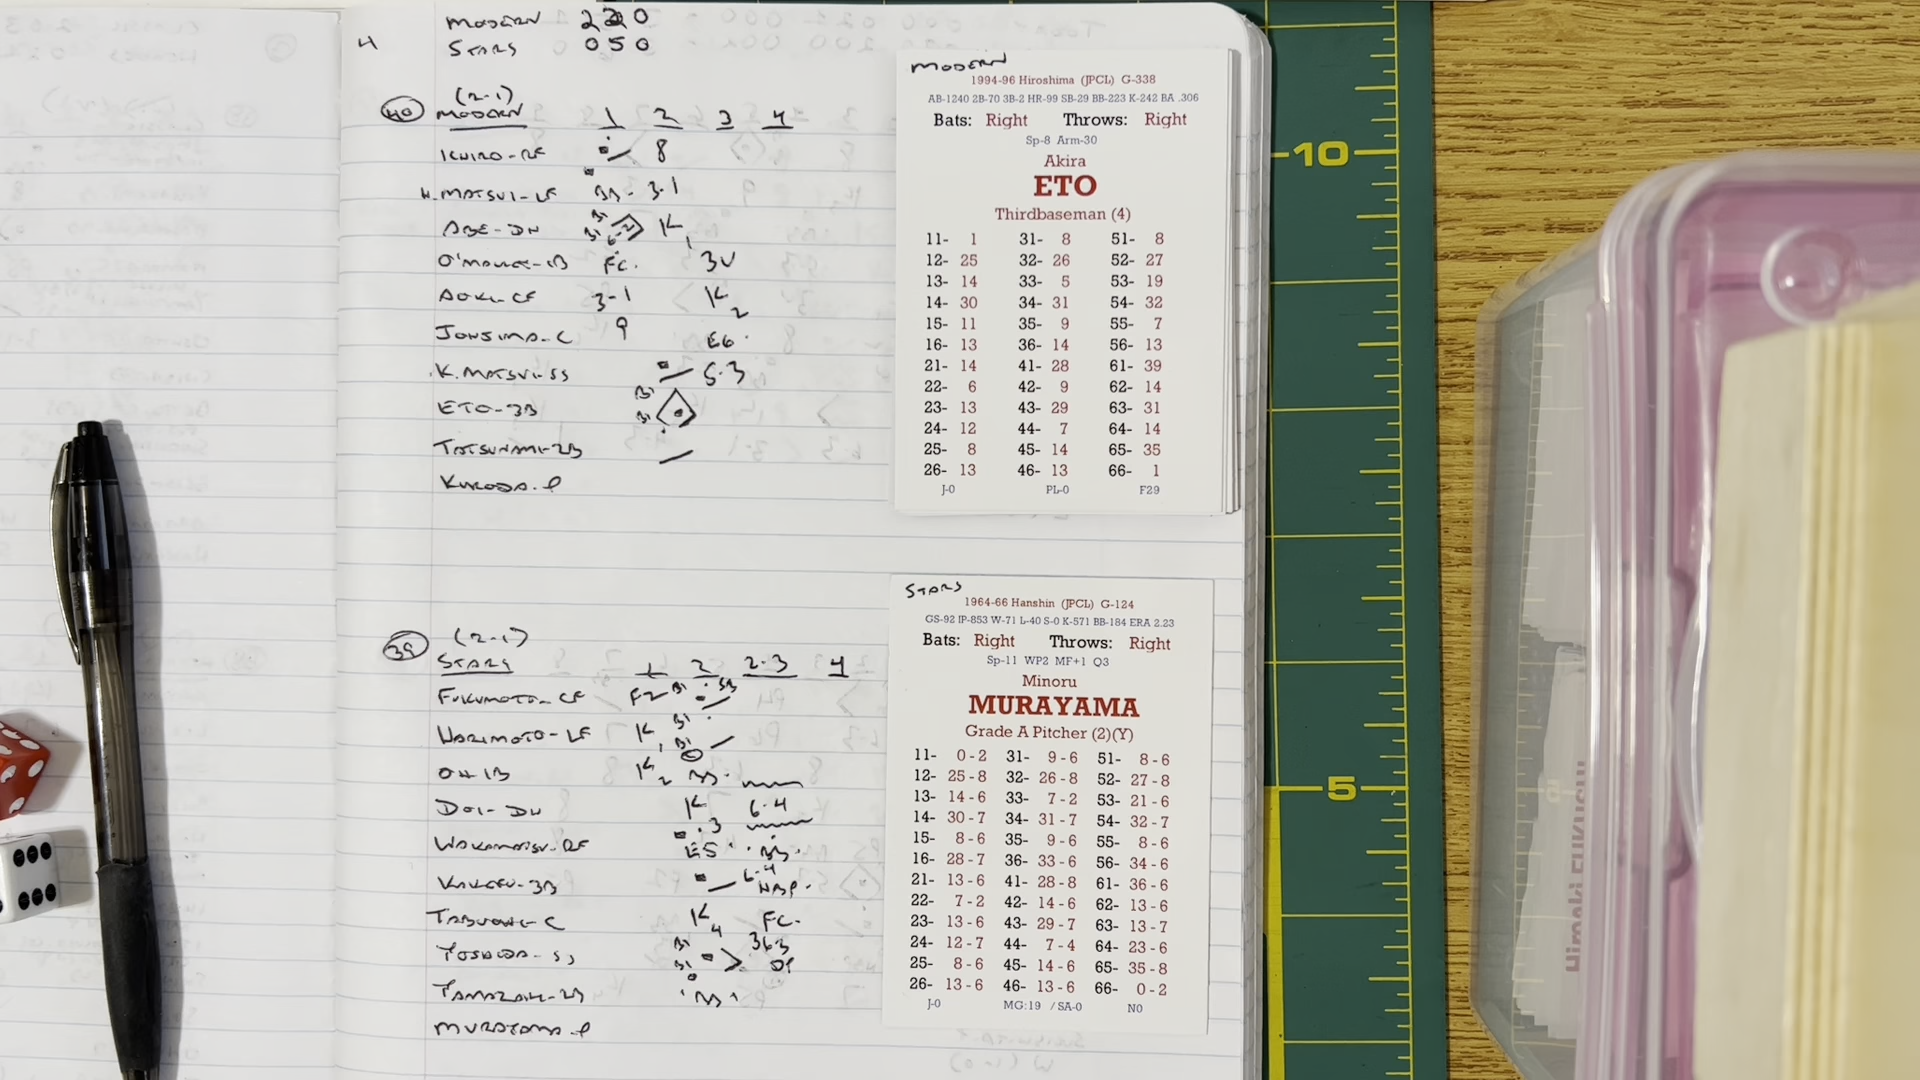 MODERN 220
4 STARS 050
40 (2-1)
MODERN 1 2 3 4
ICHIRO-RF 8
H. MATSUI-LF BB 3-1
ABE-DH K
FC. 3U
AOKI-CF 3-1 K 2
9 E6
K. MATSUI-SS 5-3
ETO-3B
TATSUNAMI-2B
KURODA-P
MODERN
1994-96 Hiroshima (JPCL) G-338
AB-1240 2B-70 3B-2 HR-99 SB-29 BB-223 K-242 BA .306
Bats: Right Throws: Right
Sp-8 Arm-30
Akira
ETO
Thirdbaseman (4)
11- 1 31- 8 51- 8
12- 25 32- 26 52- 27
13- 14 33- 5 53- 19
14- 30 34- 31 54- 32
15- 11 35- 9 55- 7
16- 13 36- 14 56- 13
21- 14 41- 28 61- 39
22- 6 42- 9 62- 14
23- 13 43- 29 63- 31
24- 12 44- 7 64- 14
25- 8 45- 14 65- 35
26- 13 46- 13 66- 1
J-0 PL-0 F29
39 (2-1)
STARS 1 2 2-3 4
FUKUMOTO-CF F2
HARIMOTO-LF K
OH-1B K 2 BB
DOI-DH K 6-4
WAKAMATSU-RF E5 BB
KAKEFU-3B 6-4 HBP
TABUCHI-C K 4 FC.
YOSHIDA-SS 363 DP
YAMAZAKI-2B BB
MURAYAMA-P
STARS
1964-66 Hanshin (JPCL) G-124
GS-92 IP-853 W-71 L-40 S-0 K-571 BB-184 ERA 2.23
Bats: Right Throws: Right
Sp-11 WP2 MF+1 Q3
Minoru
MURAYAMA
Grade A Pitcher (2)(Y)
11- 0-2 31- 9-6 51- 8-6
12- 25-8 32- 26-8 52- 27-8
13- 14-6 33- 7-2 53- 21-6
14- 30-7 34- 31-7 54- 32-7
15- 8-6 35- 9-6 55- 8-6
16- 28-7 36- 33-6 56- 34-6
21- 13-6 41- 28-8 61- 36-6
22- 7-2 42- 14-6 62- 13-6
23- 13-6 43- 29-7 63- 13-7
24- 12-7 44- 7-4 64- 23-6
25- 8-6 45- 14-6 65- 35-8
26- 13-6 46- 13-6 66- 0-2
J-0 MG:19 / SA-0 N0
10
5
Hiroshi